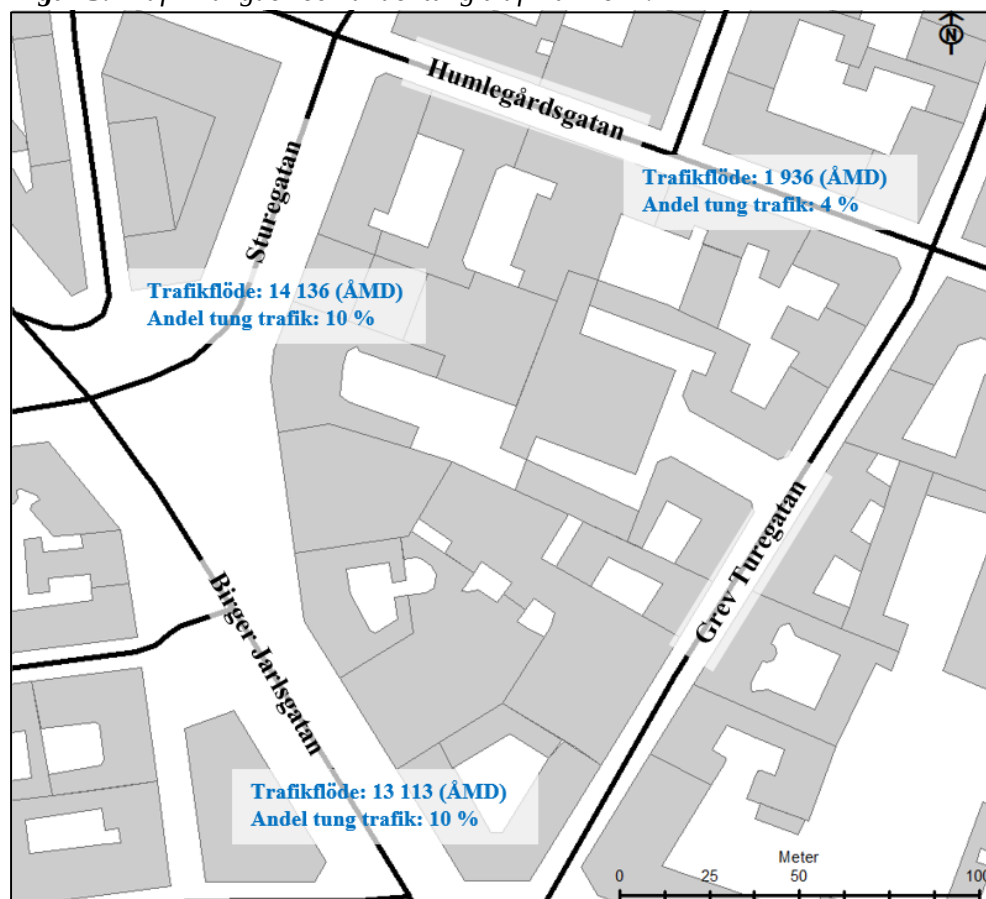 N
Humlegårdsgatan
Sturegatan
Trafikflöde: 1 936 (ÅMD)
Andel tung trafik: 4 %
Trafikflöde: 14 136 (ÅMD)
Andel tung trafik: 10 %
Grev Turegatan
Birger Jarlsgatan
Trafikflöde: 13 113 (ÅMD)
Andel tung trafik: 10 %
Meter
0 25 50 100